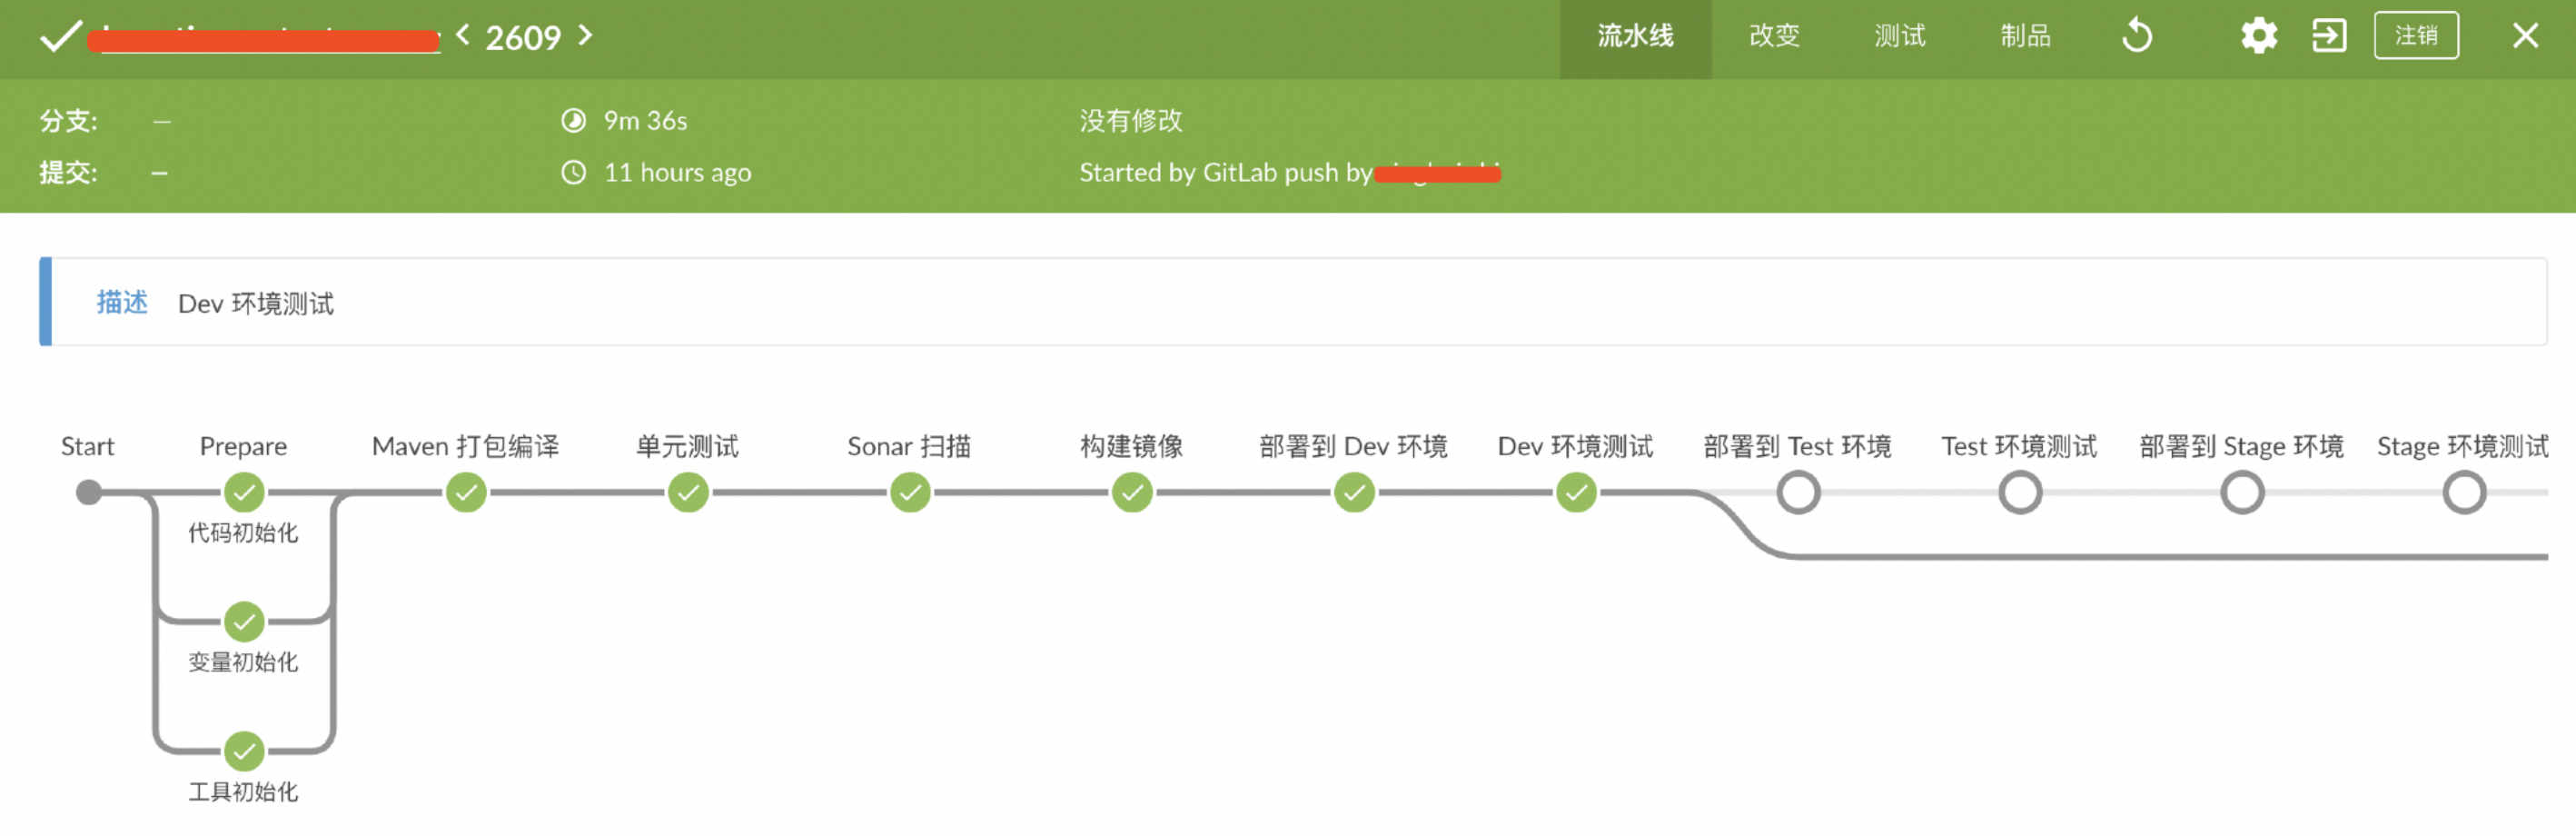 2609
流水线 改变 测试 制品 注销
分支: — 9m 36s 没有修改
提交: — 11 hours ago Started by GitLab push by
描述 Dev 环境测试
Start Prepare Maven 打包编译 单元测试 Sonar 扫描 构建镜像 部署到 Dev 环境 Dev 环境测试 部署到 Test 环境 Test 环境测试 部署到 Stage 环境 Stage 环境测试
代码初始化
变量初始化
工具初始化